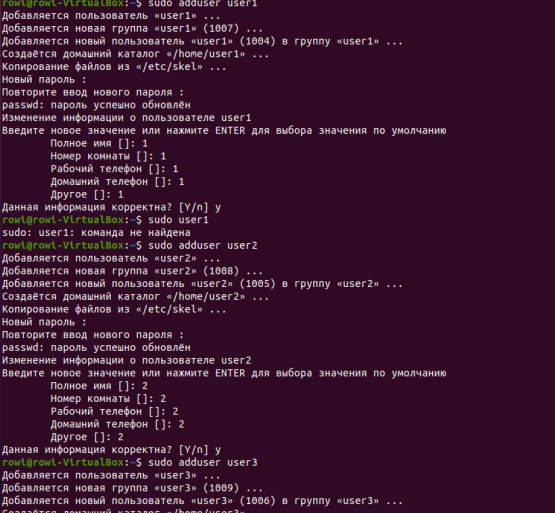 rowi@rowi-VirtualBox:~$ sudo adduser user1
Добавляется пользователь «user1» ...
Добавляется новая группа «user1» (1007) ...
Добавляется новый пользователь «user1» (1004) в группу «user1» ...
Создаётся домашний каталог «/home/user1» ...
Копирование файлов из «/etc/skel» ...
Новый пароль :
Повторите ввод нового пароля :
passwd: пароль успешно обновлён
Изменение информации о пользователе user1
Введите новое значение или нажмите ENTER для выбора значения по умолчанию
Полное имя []: 1
Номер комнаты []: 1
Рабочий телефон []: 1
Домашний телефон []: 1
Другое []: 1
Данная информация корректна? [Y/n] y
rowi@rowi-VirtualBox:~$ sudo user1
sudo: user1: команда не найдена
rowi@rowi-VirtualBox:~$ sudo adduser user2
Добавляется пользователь «user2» ...
Добавляется новая группа «user2» (1008) ...
Добавляется новый пользователь «user2» (1005) в группу «user2» ...
Создаётся домашний каталог «/home/user2» ...
Копирование файлов из «/etc/skel» ...
Новый пароль :
Повторите ввод нового пароля :
passwd: пароль успешно обновлён
Изменение информации о пользователе user2
Введите новое значение или нажмите ENTER для выбора значения по умолчанию
Полное имя []: 2
Номер комнаты []: 2
Рабочий телефон []: 2
Домашний телефон []: 2
Другое []: 2
Данная информация корректна? [Y/n] y
rowi@rowi-VirtualBox:~$ sudo adduser user3
Добавляется пользователь «user3» ...
Добавляется новая группа «user3» (1009) ...
Добавляется новый пользователь «user3» (1006) в группу «user3» ...
Создаётся домашний каталог «/home/user3»